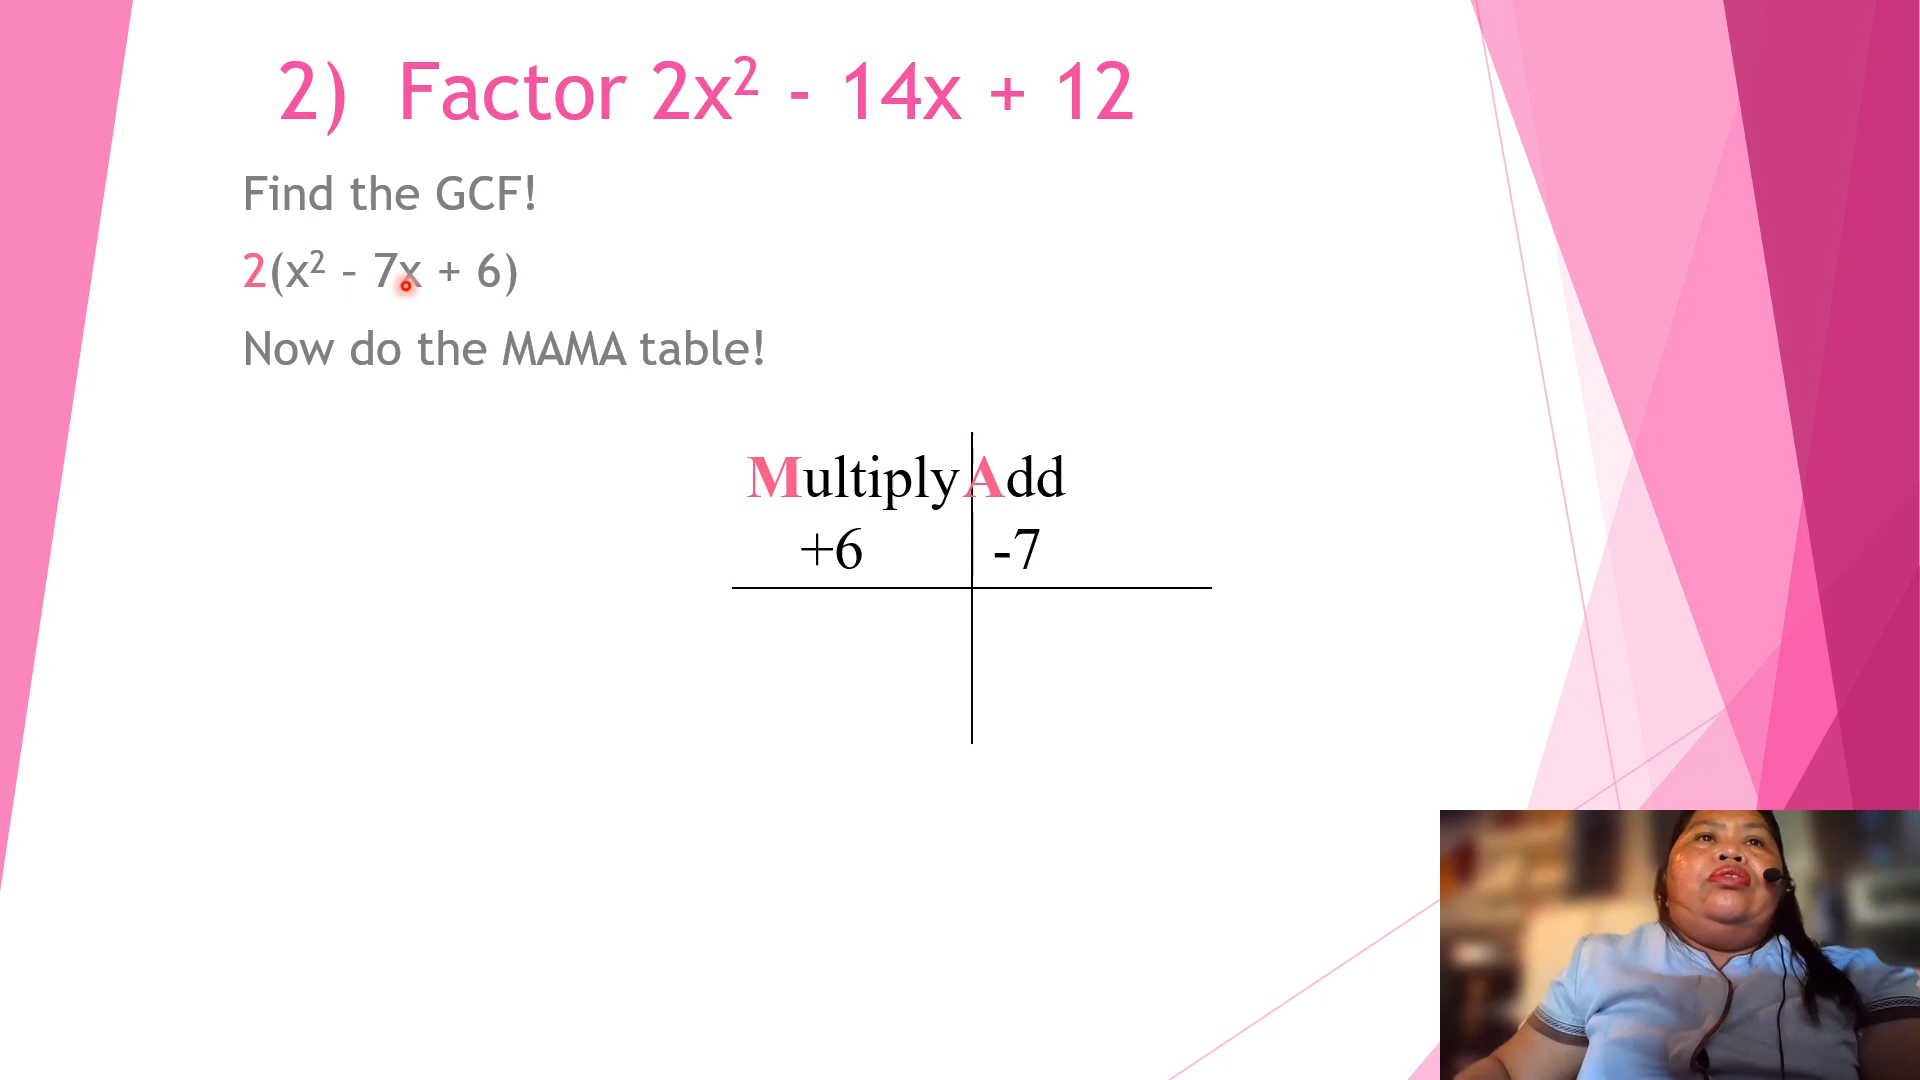 2) Factor 2x² - 14x + 12
Find the GCF!
2(x² – 7x + 6)
Now do the MAMA table!
Multiply Add
+6 -7